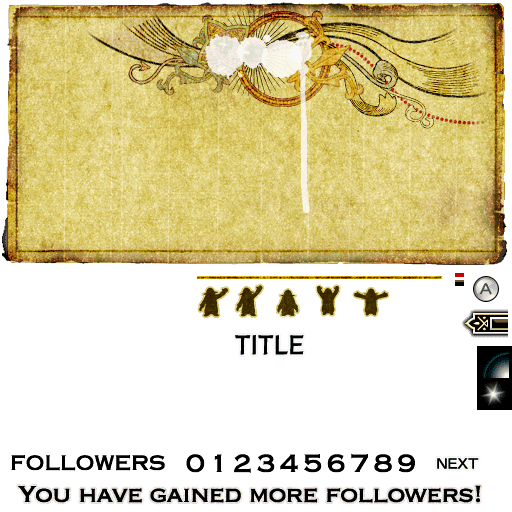 A
TITLE
FOLLOWERS 0123456789 NEXT
YOU HAVE GAINED MORE FOLLOWERS!